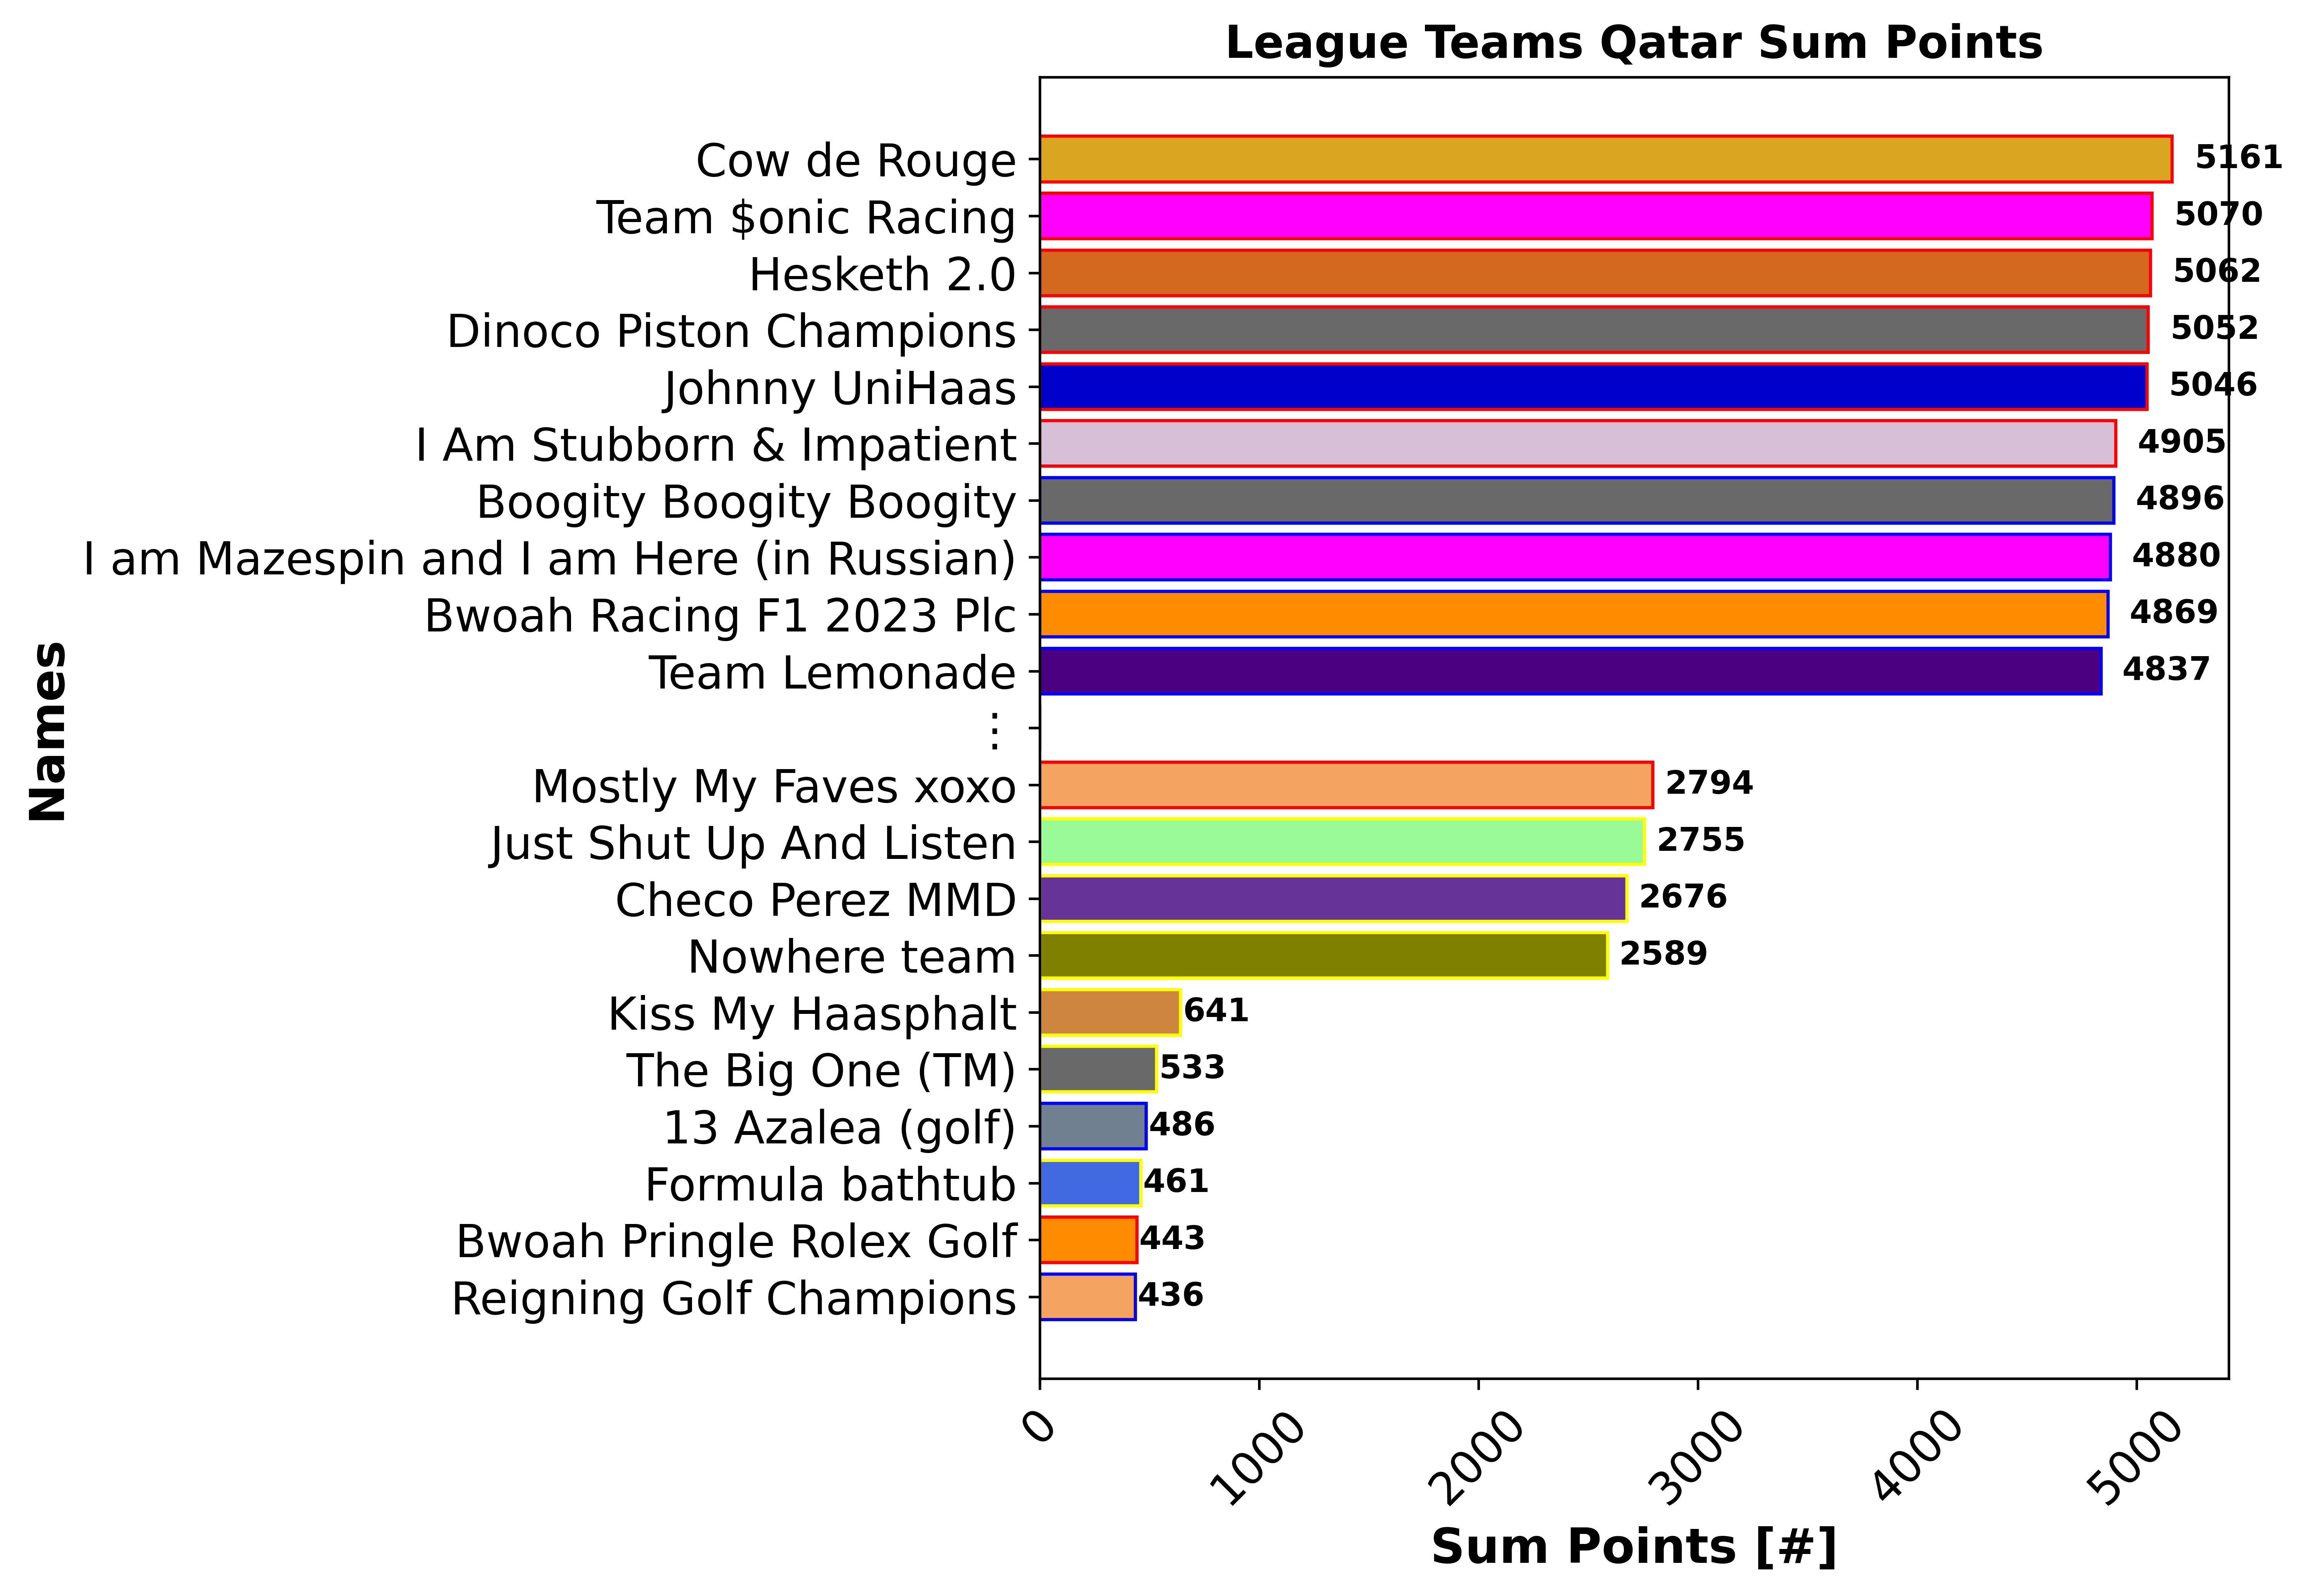 League Teams Qatar Sum Points
Cow de Rouge 5161
Team $onic Racing 5070
Hesketh 2.0 5062
Dinoco Piston Champions 5052
Johnny UniHaas 5046
I Am Stubborn & Impatient 4905
Boogity Boogity Boogity 4896
I am Mazespin and I am Here (in Russian) 4880
Bwoah Racing F1 2023 Plc 4869
Team Lemonade 4837
⋮
Mostly My Faves xoxo 2794
Just Shut Up And Listen 2755
Checo Perez MMD 2676
Nowhere team 2589
Kiss My Haasphalt 641
The Big One (TM) 533
13 Azalea (golf) 486
Formula bathtub 461
Bwoah Pringle Rolex Golf 443
Reigning Golf Champions 436
Names
0 1000 2000 3000 4000 5000
Sum Points [#]